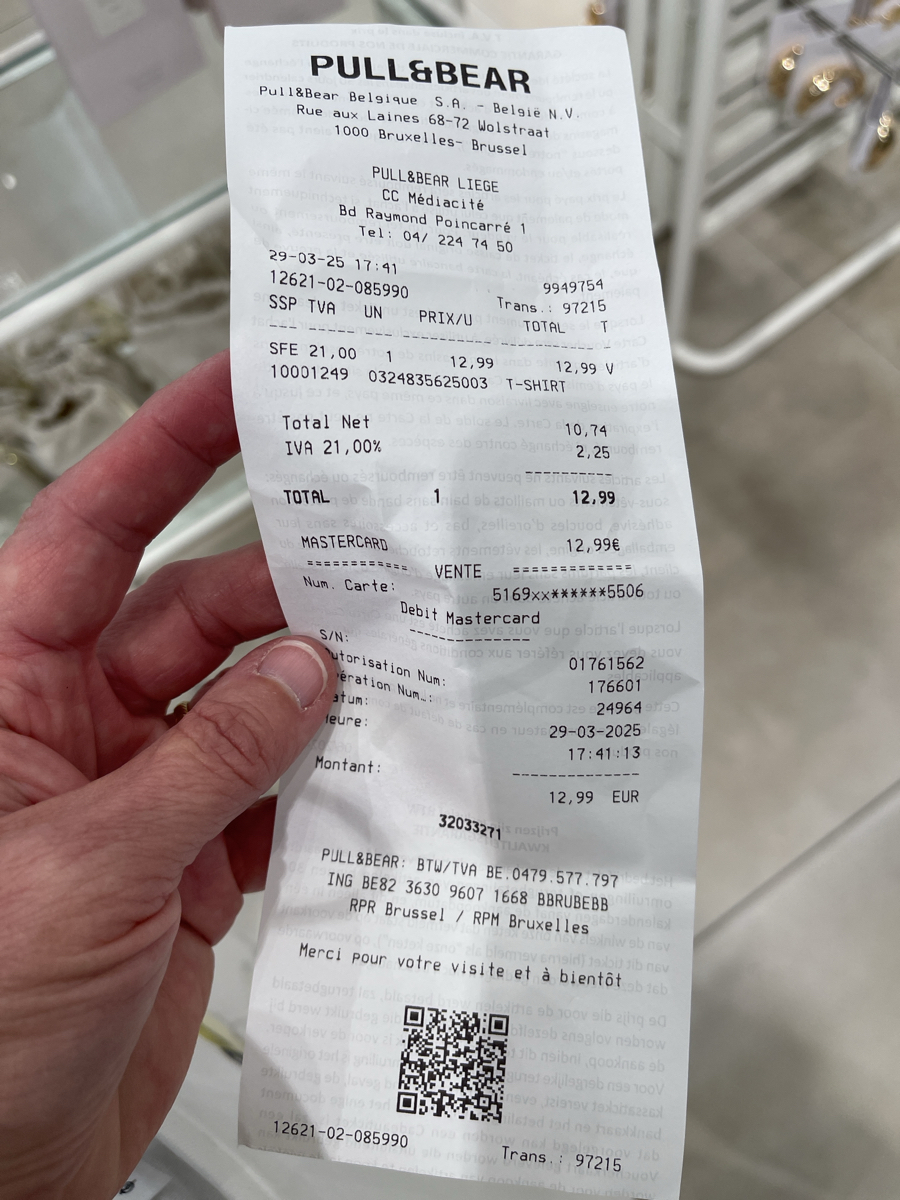 PULL&BEAR
Pull&Bear Belgique S.A. - België N.V.
Rue aux Laines 68-72 Wolstraat
1000 Bruxelles- Brussel
PULL&BEAR LIEGE
CC Médiacité
Bd Raymond Poincarré 1
Tel: 04/ 224 74 50
29-03-25 17:41 9949754
12621-02-085990 Trans.: 97215
SSP TVA UN PRIX/U TOTAL T
SFE 21,00 1 12,99 12,99 V
10001249 0324835625003 T-SHIRT
Total Net 10,74
IVA 21,00% 2,25
TOTAL 1 12,99
MASTERCARD 12,99€
============ VENTE ==============
Num. Carte: 5169xx******5506
Debit Mastercard
S/N: 01761562
utorisation Num: 176601
ération Num.: 24964
atum: 29-03-2025
eure: 17:41:13
Montant: 12,99 EUR
32033271
PULL&BEAR: BTW/TVA BE.0479.577.797
ING BE82 3630 9607 1668 BBRUBEBB
RPR Brussel / RPM Bruxelles
Merci pour votre visite et à bientôt
12621-02-085990 Trans.: 97215